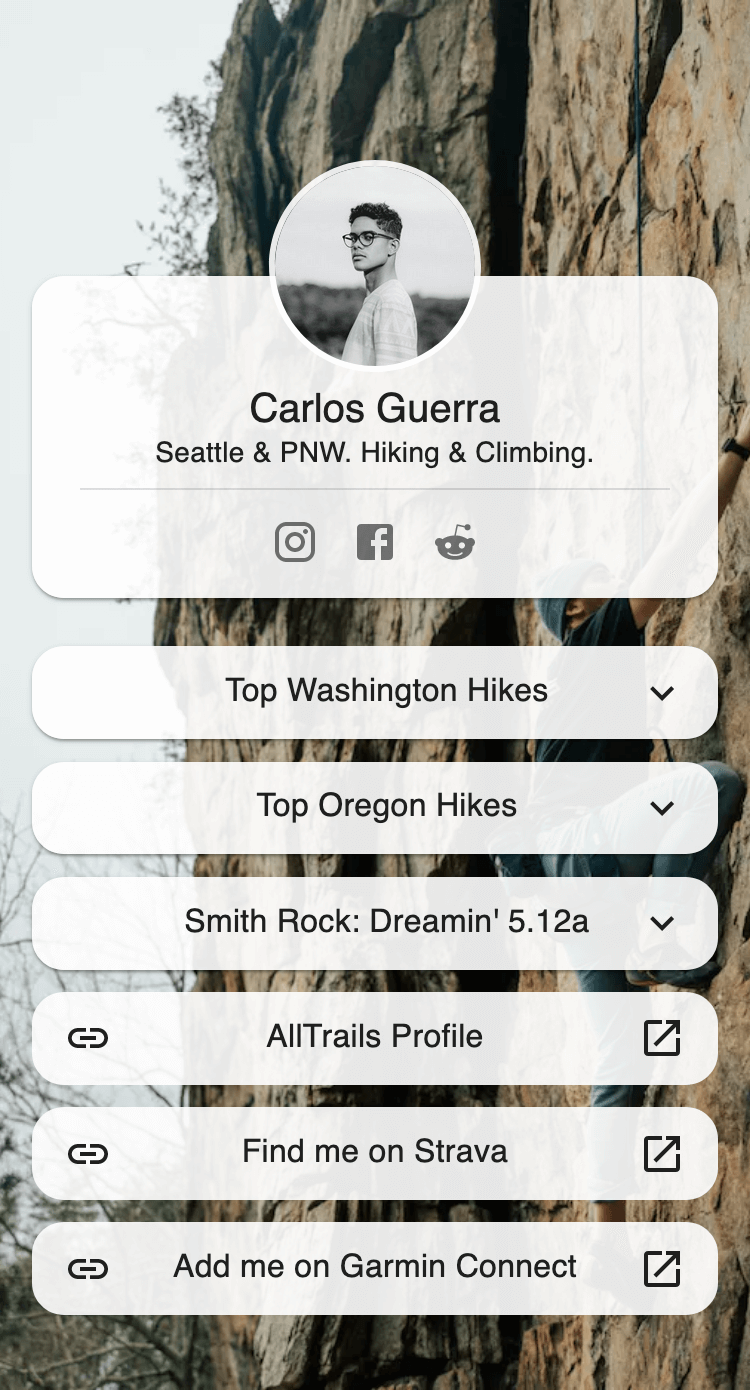 Carlos Guerra
Seattle & PNW. Hiking & Climbing.
Top Washington Hikes
Top Oregon Hikes
Smith Rock: Dreamin' 5.12a
AllTrails Profile
Find me on Strava
Add me on Garmin Connect